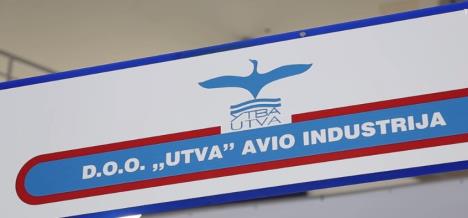 УТВА
UTVA
D.O.O. „UTVA” AVIO INDUSTRIJA